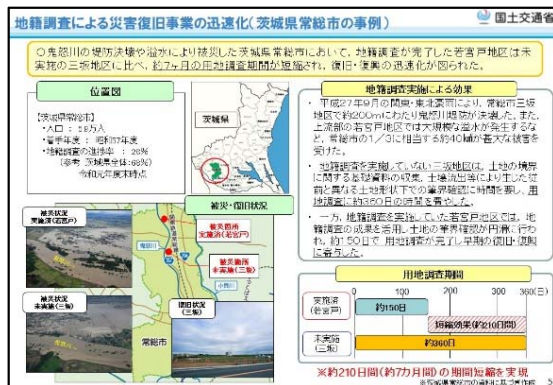 地籍調査による災害復旧事業の迅速化(茨城県常総市の事例)
国土交通省
○鬼怒川の堤防決壊や溢水により被災した茨城県常総市において、地籍調査が完了した若宮戸地区は未
実施の三坂地区に比べ、約7ヶ月の用地調査期間が短縮され、復旧・復興の迅速化が図られた。
位置図
【茨城県常総市】
・着手年度 : 昭和57年度
・地籍調査の進捗率 : 26%
(参考 茨城県全体:68%)
令和元年度末時点
茨城県
被災・復旧状況
被災状況
実施済(若宮戸)
被災箇所
実施済(若宮戸)
鬼怒川
被災箇所
未実施(三坂)
被災状況
未実施(三坂)
復旧状況
(三坂)
小貝川
常総市
地籍調査実施による効果
・ 平成27年9月の関東・東北豪雨により、常総市三坂
地区で約200mにわたり鬼怒川堤防が決壊した。また、
上流部の若宮戸地区では大規模な溢水が発生するな
ど、常総市の1/3に相当する約40㎢が甚大な被害を
受けた。
・ 地籍調査を実施していない三坂地区は、土地の境界
に関する基礎資料の収集、土壌流出等により生じた従
前と異なる土地形状下での筆界確認に時間を要し、用
地調査に約360日の時間を費やした。
・ 一方、地籍調査を実施していた若宮戸地区では、地
籍調査の成果を活用し土地の筆界確認が円滑に行わ
れ、約150日で用地調査が完了し早期の復旧・復興
に寄与した。
用地調査期間
0 100 200 300 360(日)
実施済
(若宮戸)
約150日
短縮効果(約210日間)
未実施
(三坂)
約360日
※約210日間(約7カ月間)の期間短縮を実現
5